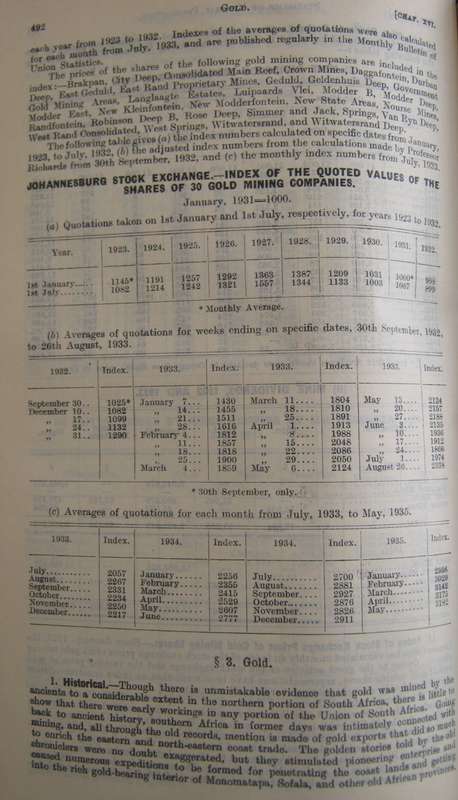 492
GOLD.
[CHAP. XVI.
each year from 1923 to 1932. Indexes of the averages of quotations were also calculated
for each month from July, 1933, and are published regularly in the Monthly Bulletin of
Union Statistics.
The prices of the shares of the following gold mining companies are included in the
index:—Brakpan, City Deep, Consolidated Main Reef, Crown Mines, Daggafontein, Durban
Deep, East Geduld, East Rand Proprietary Mines, Geduld, Geldenhuis Deep, Government
Gold Mining Areas, Langlaagte Estates, Luipaards Vlei, Modder B, Modder Deep,
Modder East, New Kleinfontein, New Modderfontein, New State Areas, Nourse Mines,
Randfontein, Robinson Deep B, Rose Deep, Simmer and Jack, Springs, Van Ryn Deep,
West Rand Consolidated, West Springs, Witwatersrand, and Witwatersrand Deep.
The following table gives (a) the index numbers calculated on specific dates from January,
1923, to July, 1932, (b) the adjusted index numbers from the calculations made by Professor
Richards from 30th September, 1932, and (c) the monthly index numbers from July, 1933.
JOHANNESBURG STOCK EXCHANGE.—INDEX OF THE QUOTED VALUES OF THE
SHARES OF 30 GOLD MINING COMPANIES.
January, 1931=1000.
(a) Quotations taken on 1st January and 1st July, respectively, for years 1923 to 1932.
Year. 1923. 1924. 1925. 1926. 1927. 1928. 1929. 1930. 1931. 1932.
1st January..... 1145* 1191 1257 1292 1363 1387 1209 1031 1000*
1st July........ 1082 1214 1242 1321 1557 1344 1133 1003
* Monthly Average.
(b) Averages of quotations for weeks ending on specific dates, 30th September, 1932,
to 26th August, 1933.
1932. Index. 1933. Index. 1933. Index. 1933. Index.
September 30.. 1025* January 7... 1430 March 11.... 1804 May 13.... 2124
December 10.. 1082 „ 14... 1455 „ 18.... 1810 „ 20.... 2157
„ 17.. 1099 „ 21... 1511 „ 25.... 1891 „ 27.... 2188
„ 24.. 1132 „ 28... 1616 April 1.... 1913 June 3.... 2135
„ 31.. 1290 February 4... 1812 „ 8.... 1988 „ 10.... 1936
„ 11... 1857 „ 15.... 2048 „ 17.... 1912
„ 18... 1818 „ 22.... 2086 „ 24.... 1866
„ 25... 1900 „ 29.... 2050 July 1.... 1974
March 4... 1859 May 6.... 2124 August 26....
* 30th September, only.
(c) Averages of quotations for each month from July, 1933, to May, 1935.
1933. Index. 1934. Index. 1934. Index. 1935. Index.
July........... 2057 January....... 2256 July.......... 2700 January.......
August......... 2267 February...... 2355 August........ 2881 February......
September...... 2331 March......... 2415 September..... 2927 March.........
October........ 2234 April......... 2529 October....... 2876 April.........
November....... 2250 May........... 2607 November...... 2826 May...........
December....... 2217 June.......... 2777 December...... 2911
§ 3. Gold.
1. Historical.—Though there is unmistakable evidence that gold was mined by the
ancients to a considerable extent in the northern portion of South Africa, there is little to
show that there were early workings in any portion of the Union of South Africa. Going
back to ancient history, southern Africa in former days was intimately connected with
mining, and, all through the old records, mention is made of gold exports that did so much
to enrich the eastern and north-eastern coast trade. The golden stories told by the old
chroniclers were no doubt exaggerated, but they stimulated pioneering enterprise and
caused numerous expeditions to be formed for penetrating the coast lands and getting
into the rich gold-bearing interior of Monomatapa, Sofala, and other old African provinces.